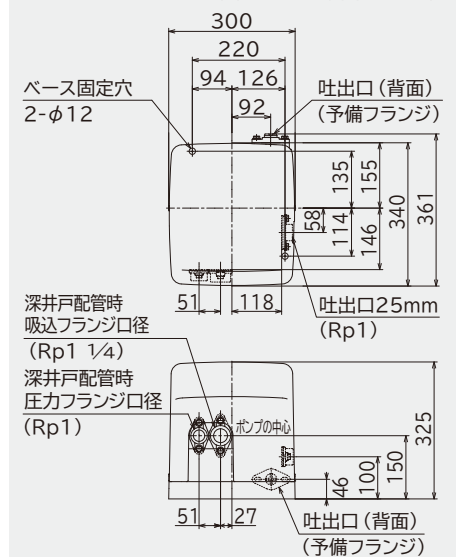 300
220
94
126
92
ベース固定穴
2-φ12
吐出口（背面）
（予備フランジ）
135
155
340
361
58
114
146
51
118
吐出口25mm
（Rp1）
深井戸配管時
吸込フランジ口径
（Rp1 1/4）
深井戸配管時
圧力フランジ口径
（Rp1）
ポンプの中心
325
150
100
46
51
27
吐出口（背面）
（予備フランジ）